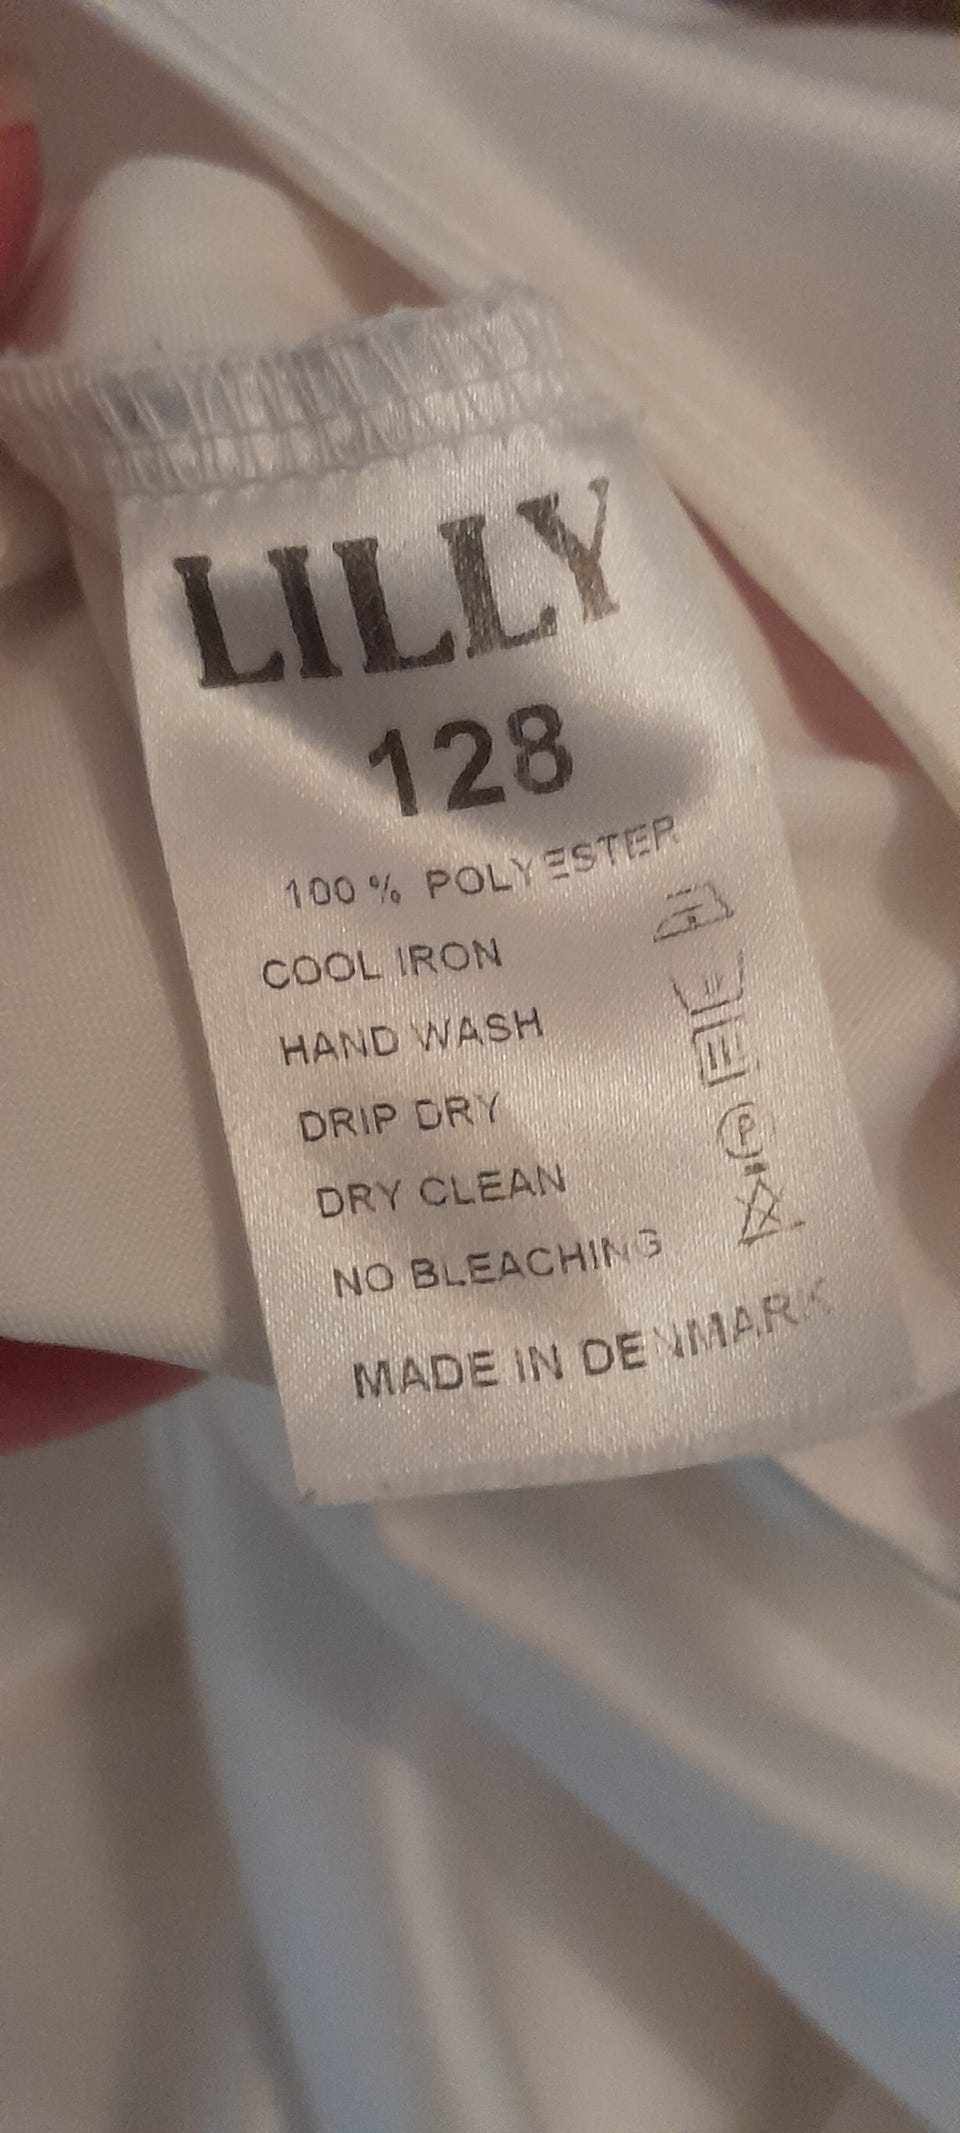 LILLY
128
100 % POLYESTER
COOL IRON
HAND WASH
DRIP DRY
DRY CLEAN
P
NO BLEACHING
MADE IN DENMARK